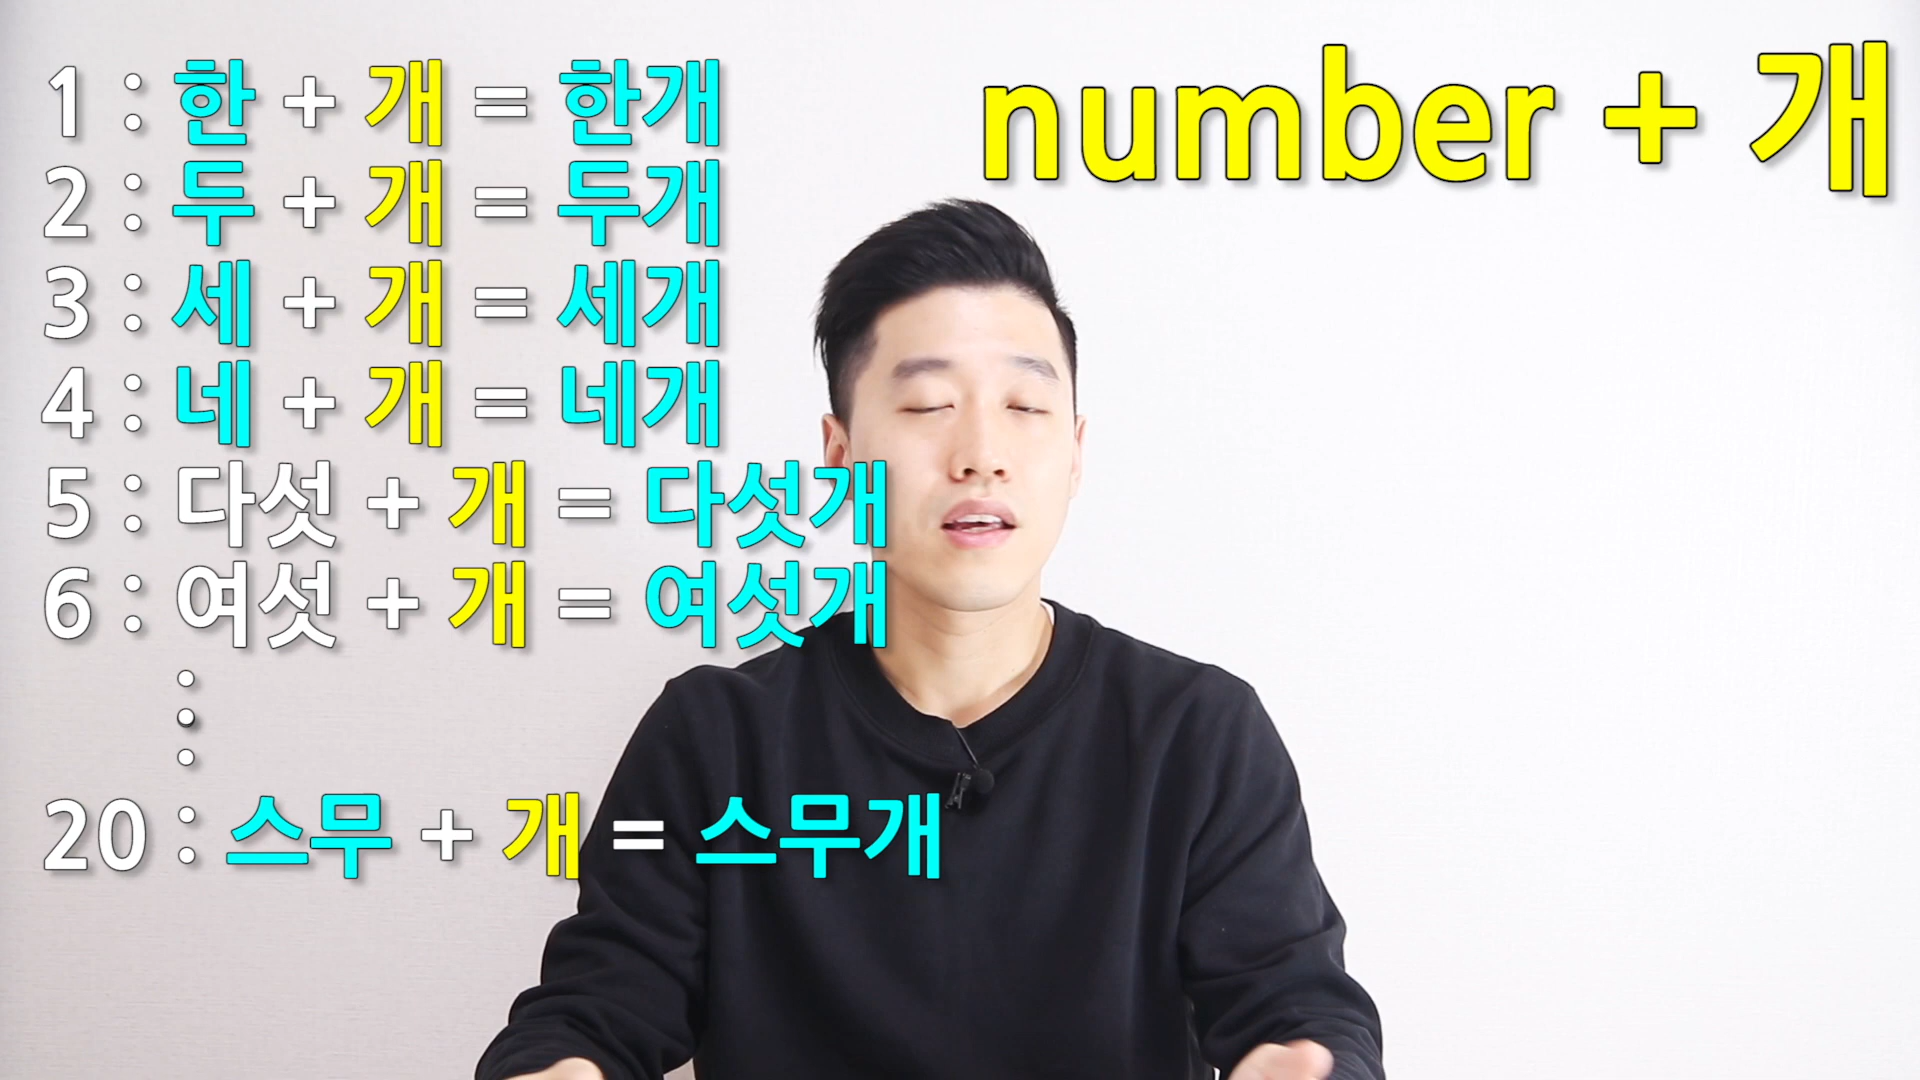 number + 개
1 : 한 + 개 = 한개
2 : 두 + 개 = 두개
3 : 세 + 개 = 세개
4 : 네 + 개 = 네개
5 : 다섯 + 개 = 다섯개
6 : 여섯 + 개 = 여섯개
⋮
20 : 스무 + 개 = 스무개